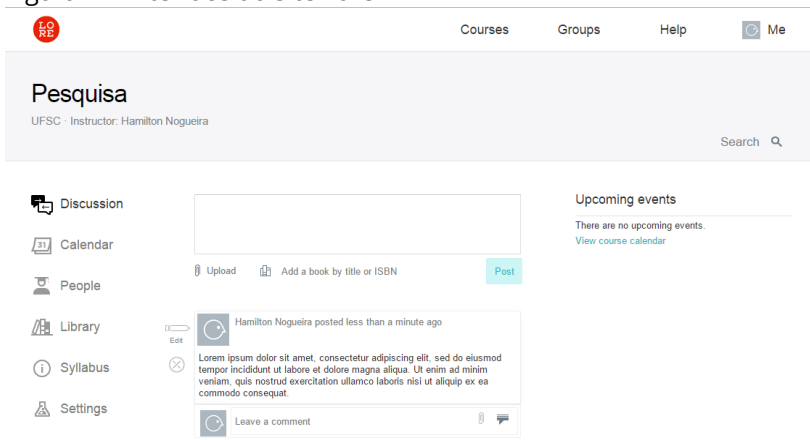 LO
RE
Courses
Groups
Help
Me
Pesquisa
UFSC · Instructor: Hamilton Nogueira
Search
Discussion
Calendar
31
People
Library
Syllabus
Settings
Upload
Add a book by title or ISBN
Post
Edit
Hamilton Nogueira posted less than a minute ago
Lorem ipsum dolor sit amet, consectetur adipiscing elit, sed do eiusmod
tempor incididunt ut labore et dolore magna aliqua. Ut enim ad minim
veniam, quis nostrud exercitation ullamco laboris nisi ut aliquip ex ea
commodo consequat.
Leave a comment
Upcoming events
There are no upcoming events.
View course calendar